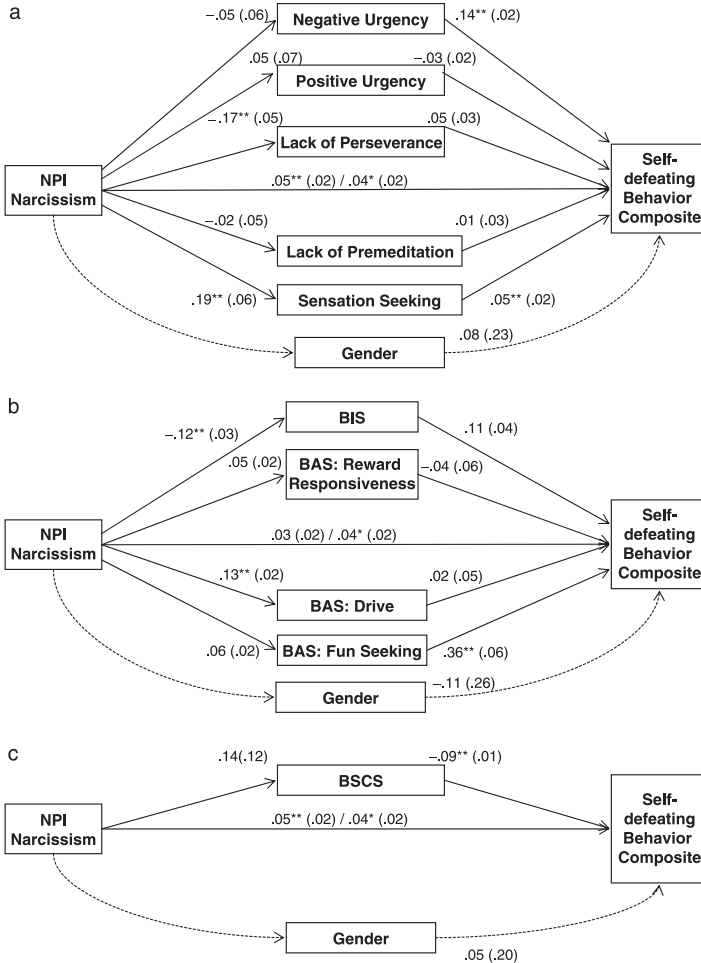 a
−.05 (.06)
Negative Urgency
.14** (.02)
.05 (.07)
Positive Urgency
−.03 (.02)
−.17** (.05)
Lack of Perseverance
.05 (.03)
NPI
Narcissism
.05** (.02) / .04* (.02)
Self-
defeating
Behavior
Composite
−.02 (.05)
Lack of Premeditation
.01 (.03)
.19** (.06)
Sensation Seeking
.05** (.02)
Gender
.08 (.23)
b
−.12** (.03)
BIS
.11 (.04)
.05 (.02)
BAS: Reward
Responsiveness
−.04 (.06)
NPI
Narcissism
.03 (.02) / .04* (.02)
Self-
defeating
Behavior
Composite
.13** (.02)
BAS: Drive
.02 (.05)
.06 (.02)
BAS: Fun Seeking
.36** (.06)
Gender
−.11 (.26)
c
.14(.12)
BSCS
−.09** (.01)
NPI
Narcissism
.05** (.02) / .04* (.02)
Self-
defeating
Behavior
Composite
Gender
.05 (.20)